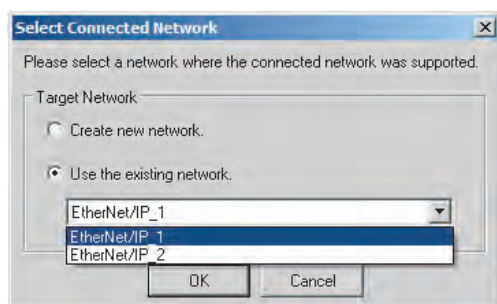 Select Connected Network
Please select a network where the connected network was supported.
Target Network
Create new network.
Use the existing network.
EtherNet/IP_1
EtherNet/IP_1
EtherNet/IP_2
OK
Cancel